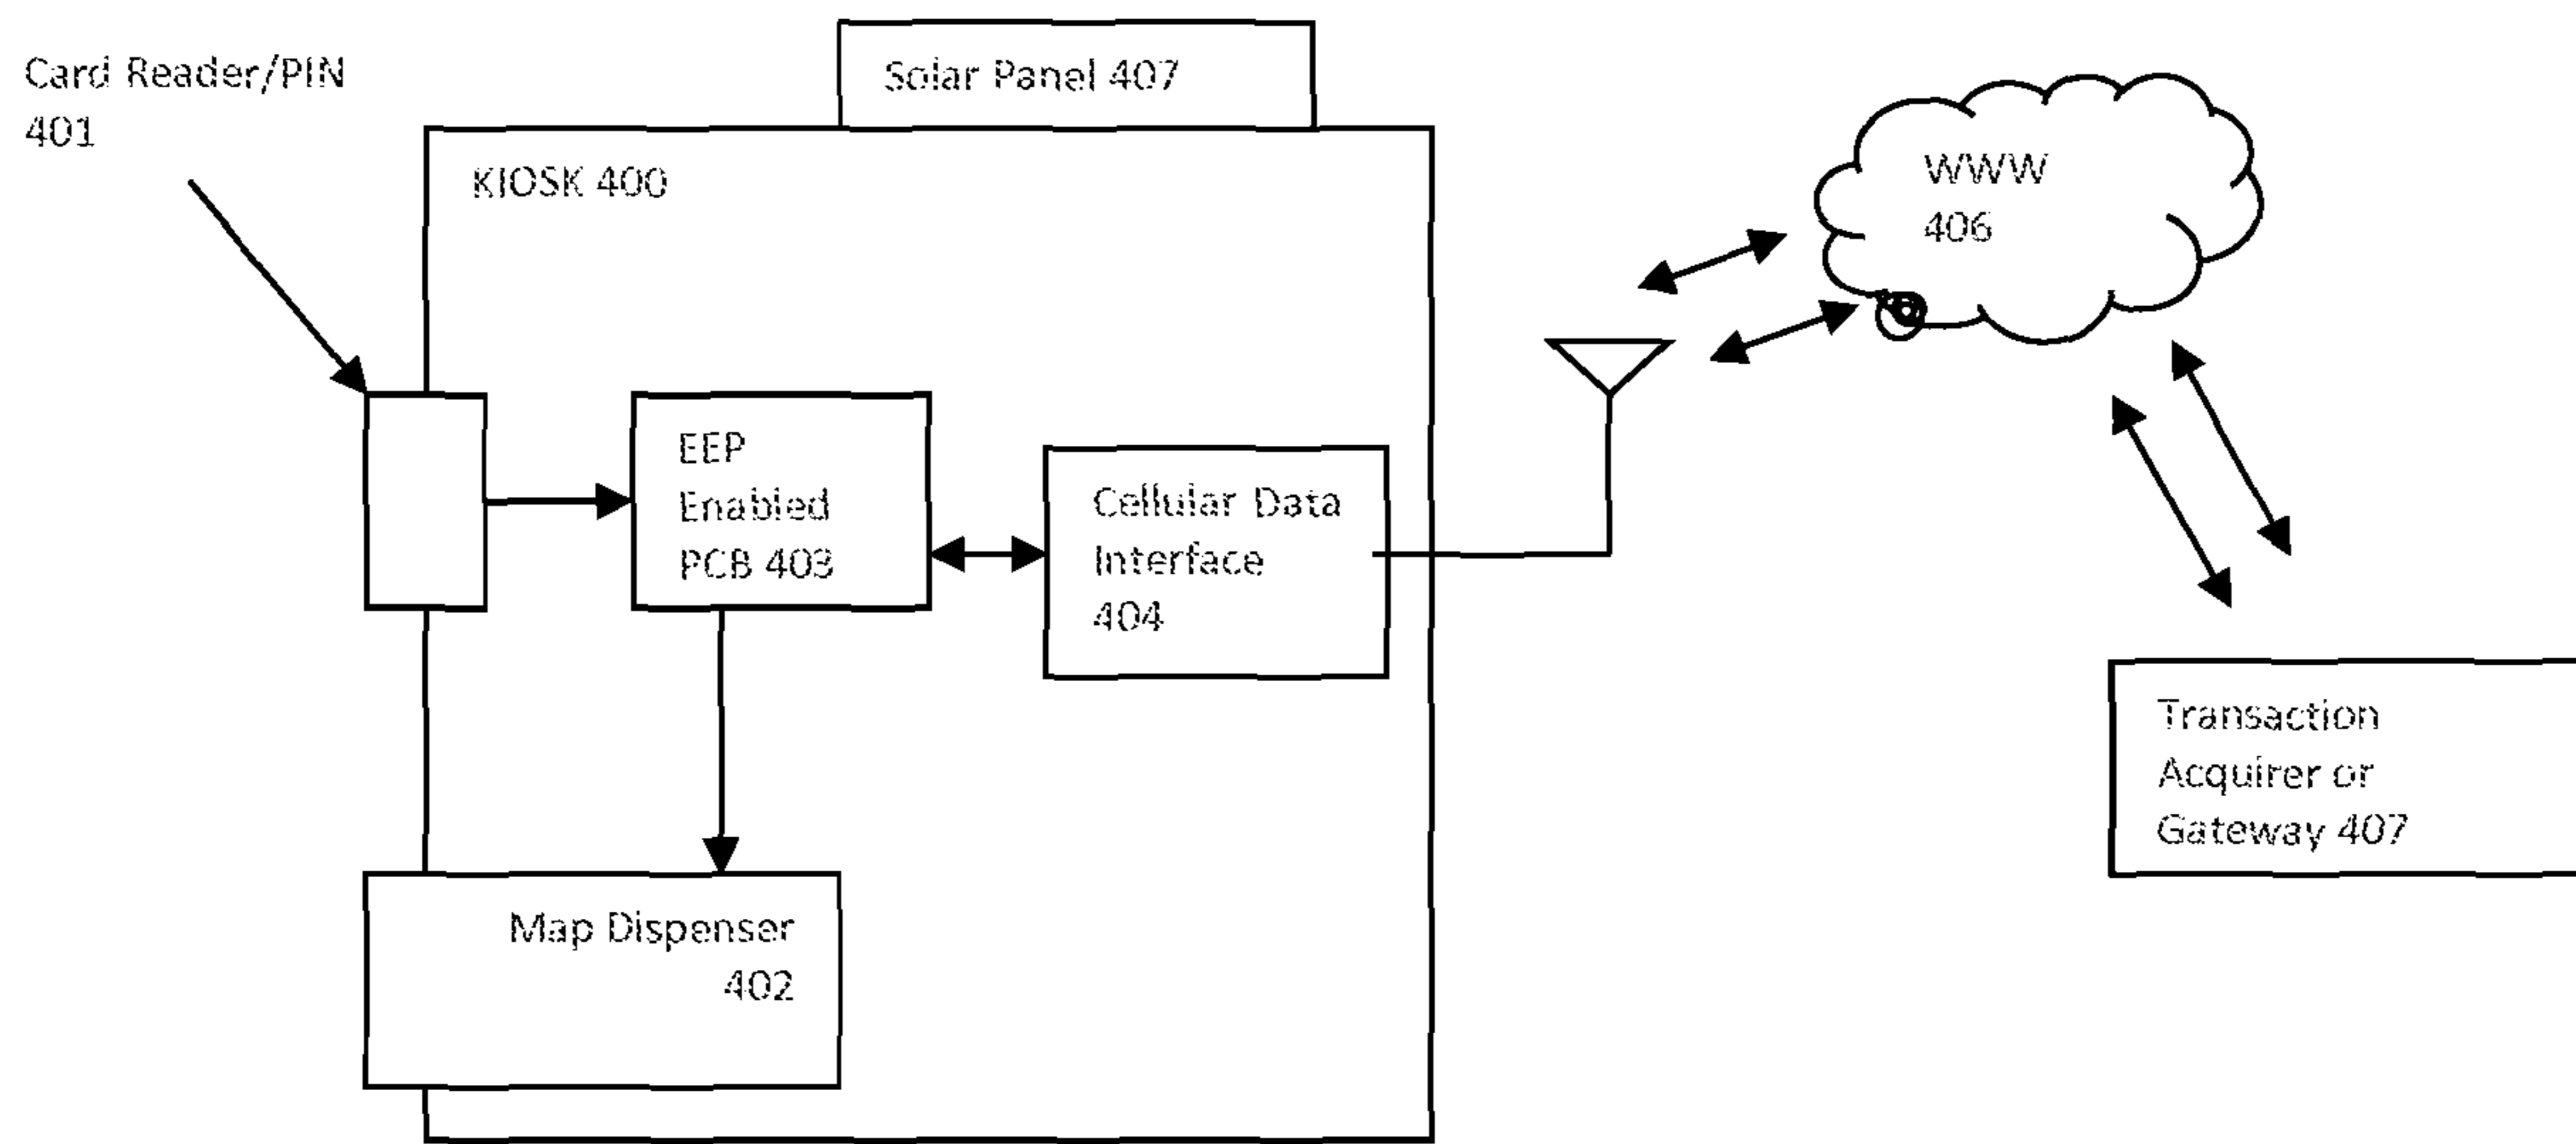 Card Reader/PIN
401
Solar Panel 407
KIOSK 400
WWW
406
EEP
Enabled
PCB 403
Cellular Data
Interface
404
Transaction
Acquirer or
Gateway 407
Map Dispenser
402